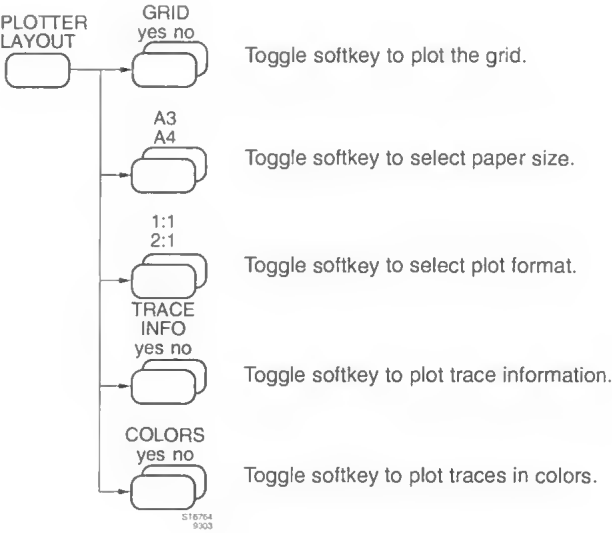 PLOTTER
LAYOUT
GRID
yes no
Toggle softkey to plot the grid.
A3
A4
Toggle softkey to select paper size.
1:1
2:1
Toggle softkey to select plot format.
TRACE
INFO
yes no
Toggle softkey to plot trace information.
COLORS
yes no
Toggle softkey to plot traces in colors.
ST6764
9303